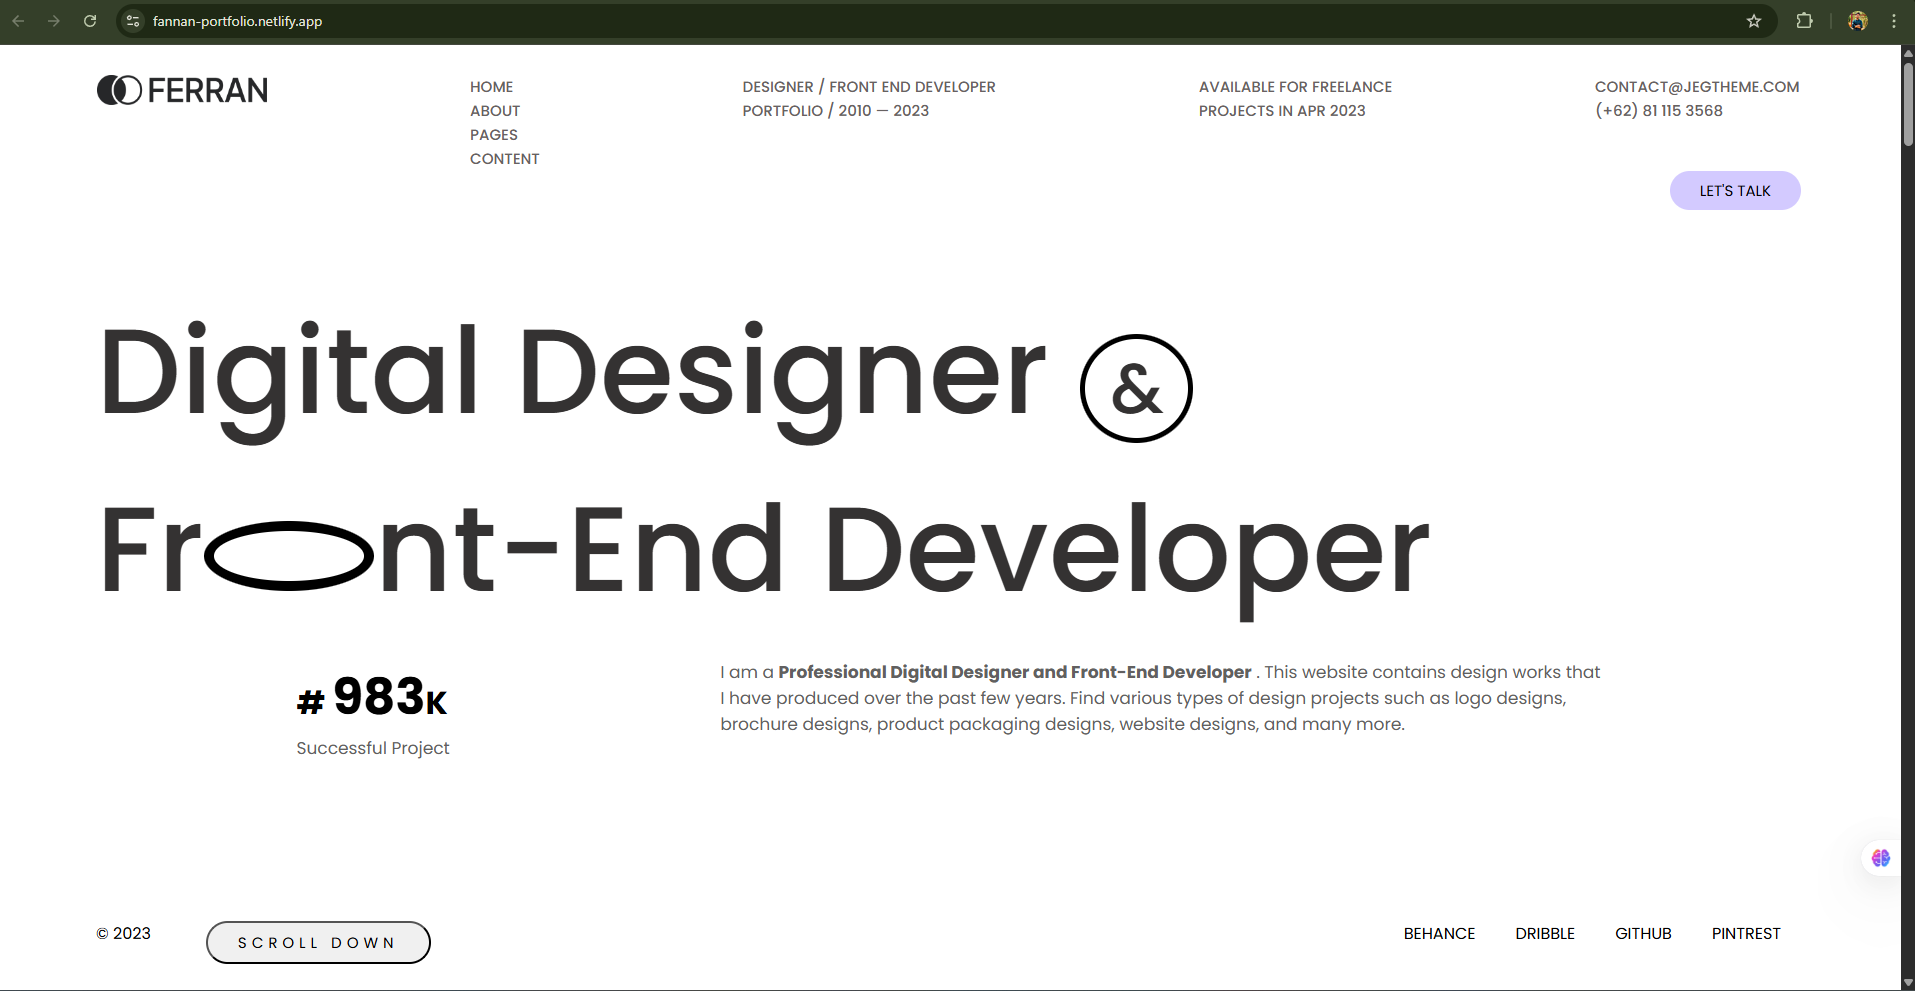 fannan-portfolio.netlify.app
FERRAN
HOME
ABOUT
PAGES
CONTENT
DESIGNER / FRONT END DEVELOPER
PORTFOLIO / 2010 — 2023
AVAILABLE FOR FREELANCE
PROJECTS IN APR 2023
CONTACT@JEGTHEME.COM
(+62) 81 115 3568
LET'S TALK
Digital Designer &
Front-End Developer
# 983K
Successful Project
I am a Professional Digital Designer and Front-End Developer . This website contains design works that
I have produced over the past few years. Find various types of design projects such as logo designs,
brochure designs, product packaging designs, website designs, and many more.
© 2023
SCROLL DOWN
BEHANCE
DRIBBLE
GITHUB
PINTREST